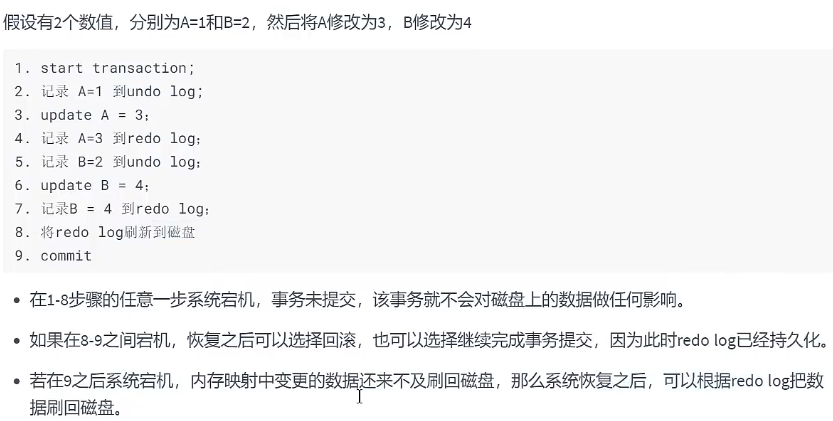 假设有2个数值，分别为A=1和B=2，然后将A修改为3，B修改为4
1. start transaction;
2. 记录 A=1 到undo log;
3. update A = 3;
4. 记录 A=3 到redo log;
5. 记录 B=2 到undo log;
6. update B = 4;
7. 记录B = 4 到redo log;
8. 将redo log刷新到磁盘
9. commit
• 在1-8步骤的任意一步系统宕机，事务未提交，该事务就不会对磁盘上的数据做任何影响。
• 如果在8-9之间宕机，恢复之后可以选择回滚，也可以选择继续完成事务提交，因为此时redo log已经持久化。
• 若在9之后系统宕机，内存映射中变更的数据还来不及刷回磁盘，那么系统恢复之后，可以根据redo log把数
据刷回磁盘。